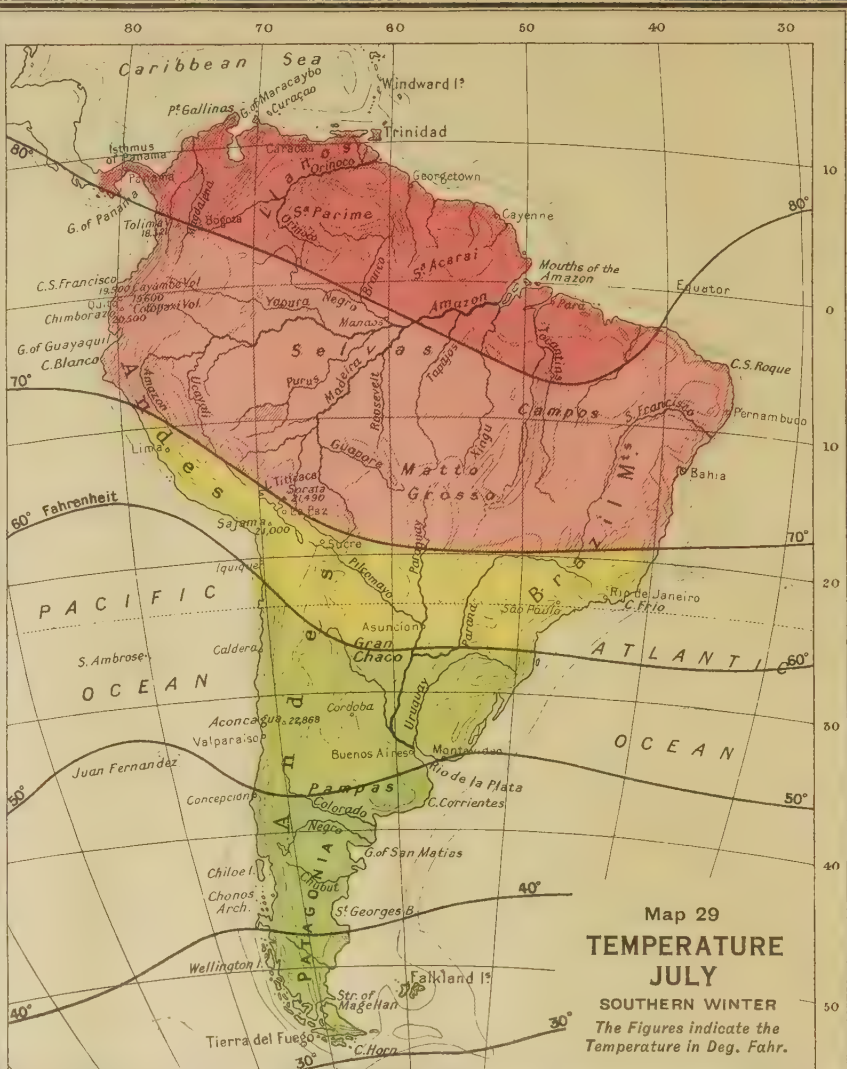 80 70 60 50 40 30
Caribbean Sea
Windward Is.
Pt. Gallinas
G. of Maracaybo
Curaçao
Trinidad
80°
Isthmus
of Panama
Panama
G. of Panama
Caracas
Llanos
Orinoco
Magdalena
Bogota
Tolima
Georgetown
10
Orinoco
Sa. Parime
Cayenne
80°
Sa. Acarai
Branco
Mouths of the
Amazon
Equator
C.S. Francisco
19,500 Cayambe Vol
19,600
Cotopaxi Vol.
Chimborazo
20,500
Yapura
Negro
Amazon
Manaos
Para
0
G. of Guayaquil
C. Blanco
Selvas
Tapajos
Tocantins
C.S. Roque
70°
Andes
Amazon
Ucayali
Purus
Madeira
Roosevelt
Xingu
Campos
S. Francisco
Pernambuco
Lima
Guapore
Matto
Grosso
10
Bahia
Brazil Mts
Titicaca
Sorata
21,490
La Paz
60° Fahrenheit
Sajama
21,000
Sucre
Paraguay
70°
Iquique
Pilcomayo
20
PACIFIC
OCEAN
Parana
São Paulo
Rio de Janeiro
C. Frio
Asuncion
Gran
Chaco
S. Ambrose
Caldera
ATLANTIC
OCEAN
60°
Aconcagua 22,868
Cordoba
Uruguay
30
Valparaiso
Buenos Aires
Montevideo
Rio de la Plata
Juan Fernandez
50°
Concepcion
Pampas
Colorado
C. Corrientes
50°
Negro
G. of San Matias
40
Chiloe I.
Chubut
PATAGONIA
Chonos
Arch.
St. Georges B.
40°
Wellington I.
Falkland Is.
40°
Str. of
Magellan
50
Tierra del Fuego
C. Horn
30°
30°
Map 29
TEMPERATURE
JULY
SOUTHERN WINTER
The Figures indicate the
Temperature in Deg. Fahr.